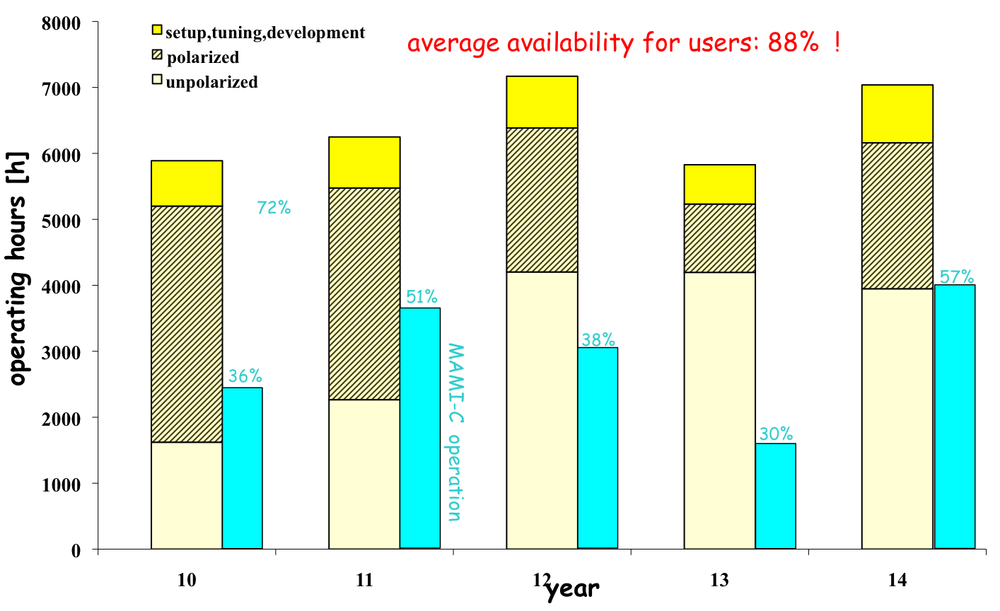 8000
7000
6000
5000
4000
3000
2000
1000
0
operating hours [h]
setup,tuning,development
polarized
unpolarized
average availability for users: 88% !
72%
36%
51%
38%
30%
57%
MAMI-C operation
10
11
12
13
14
year